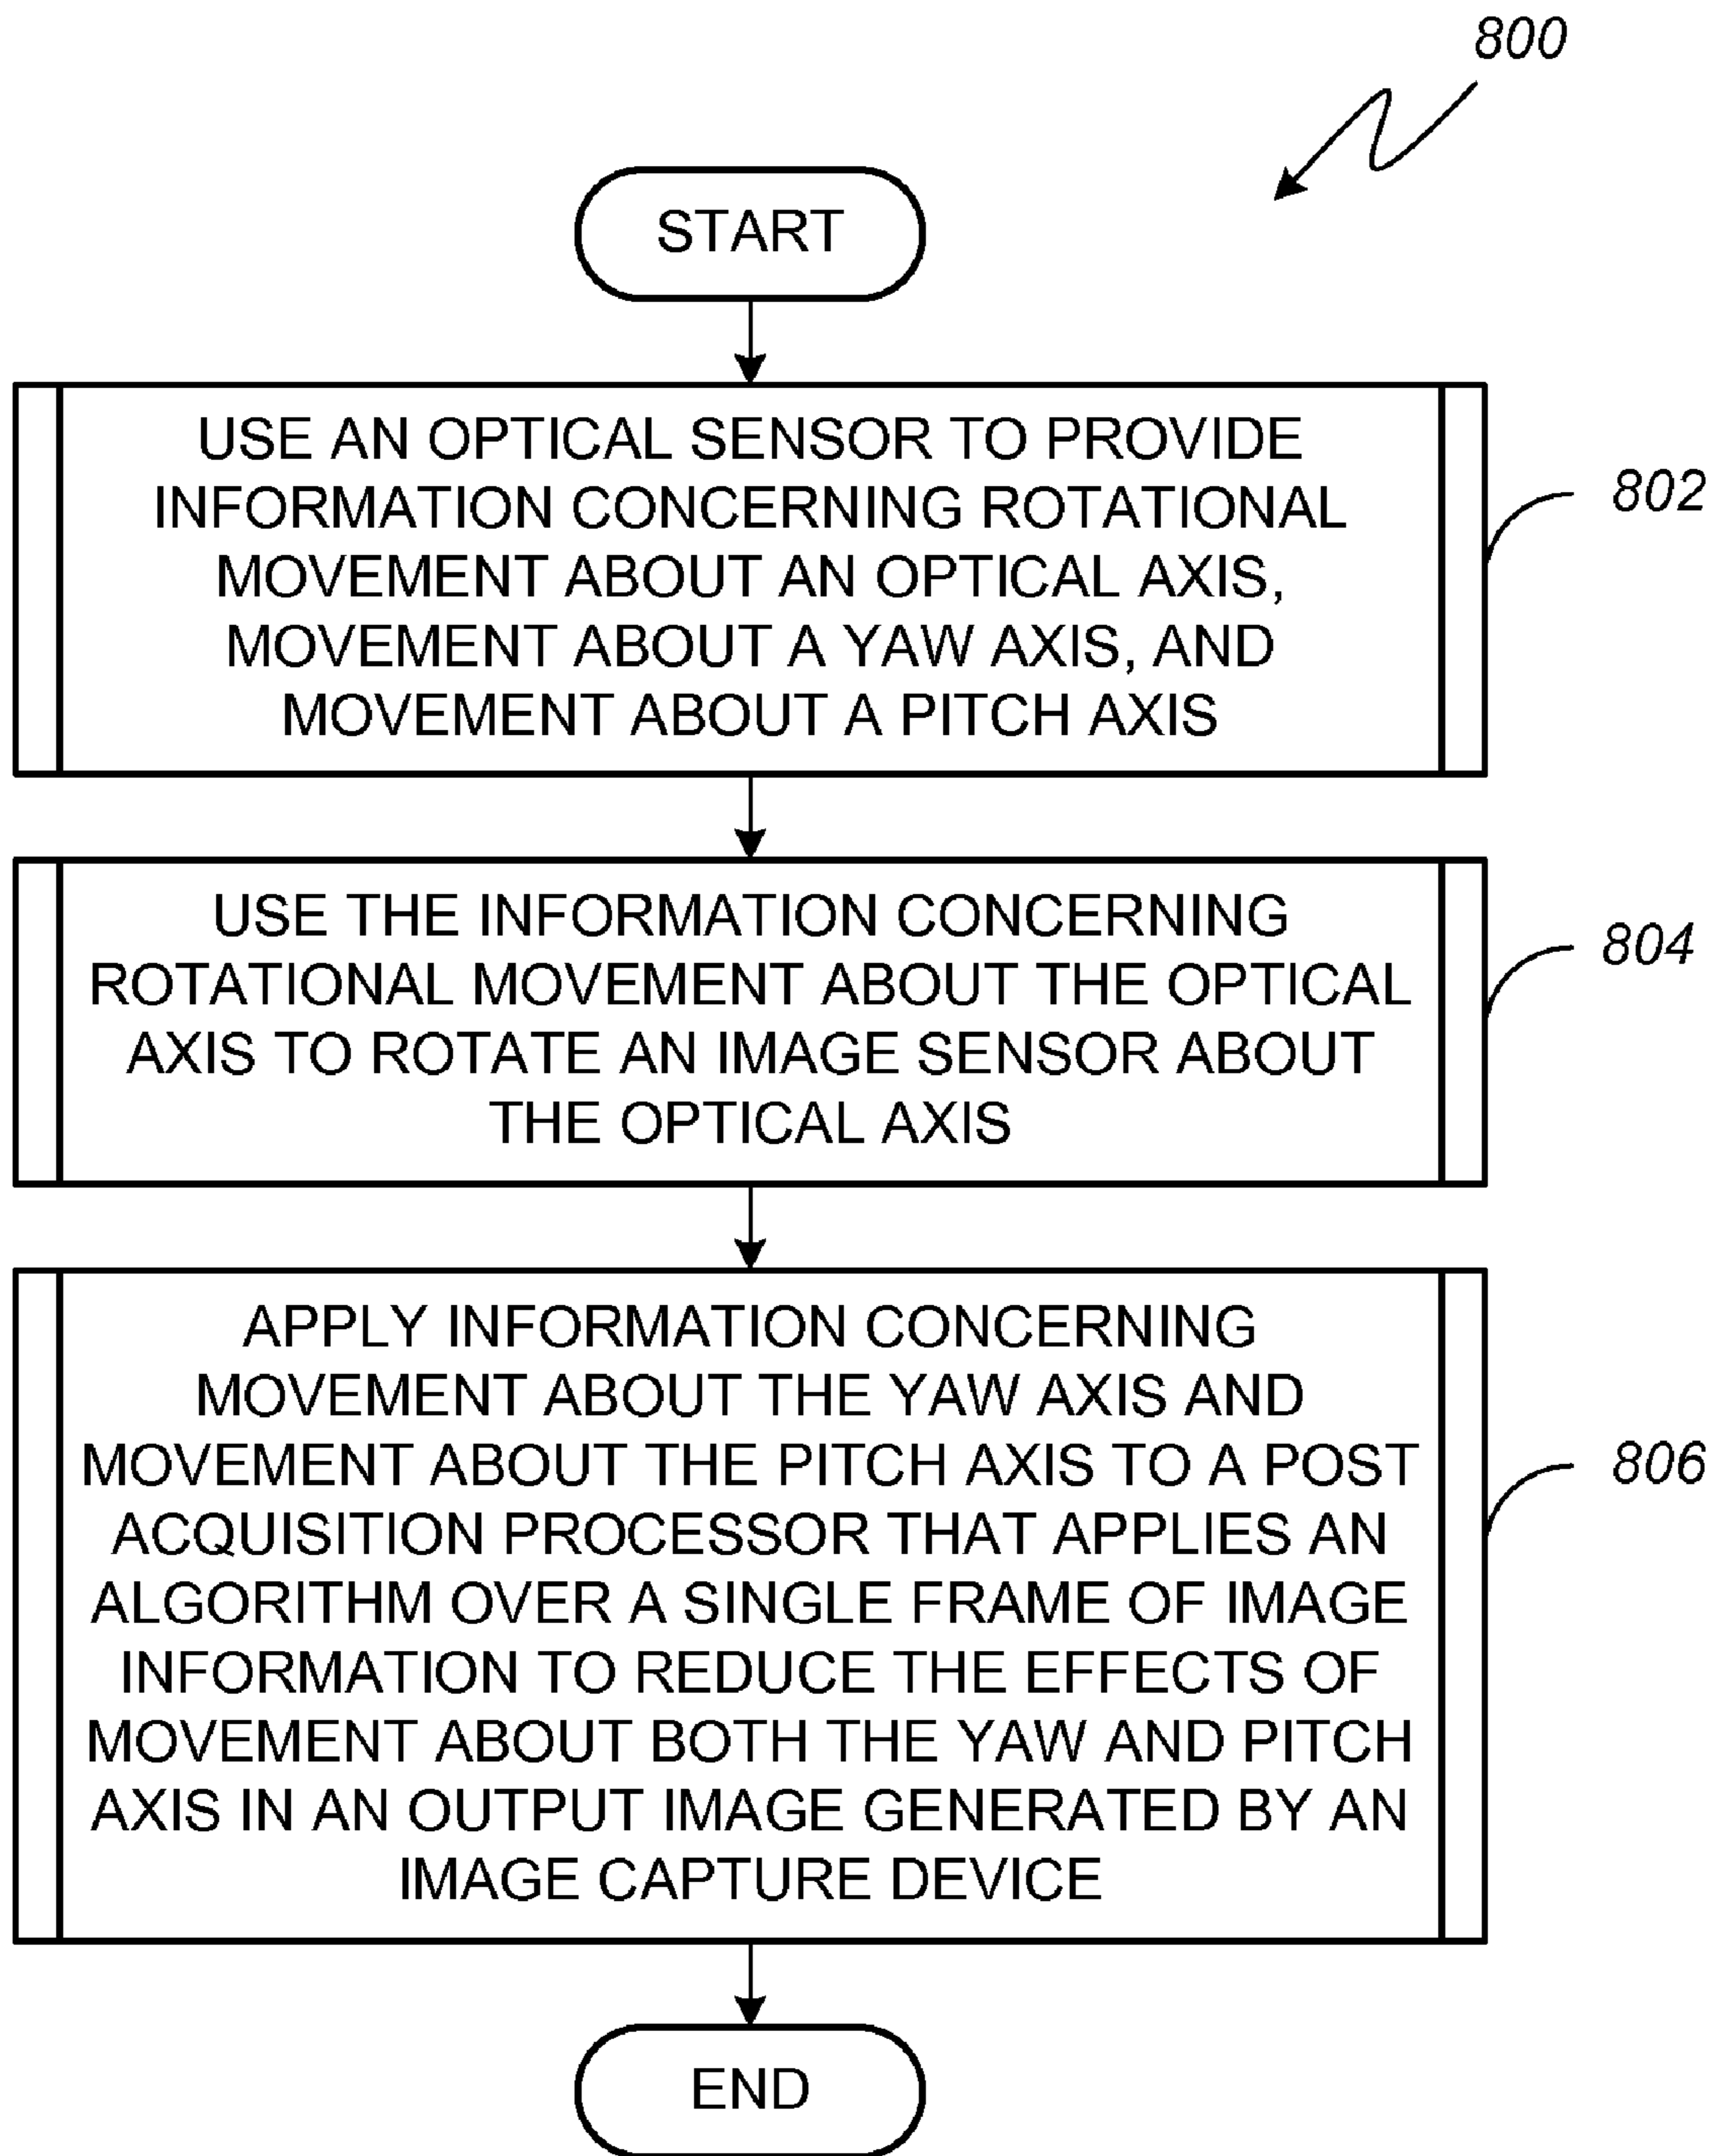 800
START
USE AN OPTICAL SENSOR TO PROVIDE
INFORMATION CONCERNING ROTATIONAL
MOVEMENT ABOUT AN OPTICAL AXIS,
MOVEMENT ABOUT A YAW AXIS, AND
MOVEMENT ABOUT A PITCH AXIS
802
USE THE INFORMATION CONCERNING
ROTATIONAL MOVEMENT ABOUT THE OPTICAL
AXIS TO ROTATE AN IMAGE SENSOR ABOUT
THE OPTICAL AXIS
804
APPLY INFORMATION CONCERNING
MOVEMENT ABOUT THE YAW AXIS AND
MOVEMENT ABOUT THE PITCH AXIS TO A POST
ACQUISITION PROCESSOR THAT APPLIES AN
ALGORITHM OVER A SINGLE FRAME OF IMAGE
INFORMATION TO REDUCE THE EFFECTS OF
MOVEMENT ABOUT BOTH THE YAW AND PITCH
AXIS IN AN OUTPUT IMAGE GENERATED BY AN
IMAGE CAPTURE DEVICE
806
END